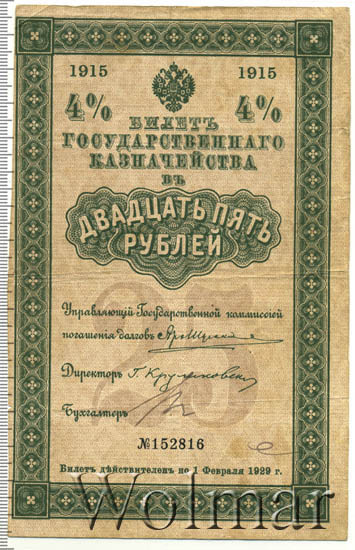 1915 1915
4% 4%
БИЛЕТЪ
ГОСУДАРСТВЕННАГО
КАЗНАЧЕЙСТВА
ВЪ
ДВАДЦАТЬ ПЯТЬ
РУБЛЕЙ
25
Управляющій Государственной коммиссіей
погашенія долговъ
Директоръ
Бухгалтеръ
№152816
Билетъ дѣйствителенъ по 1 Февраля 1929 г.
Wolmar